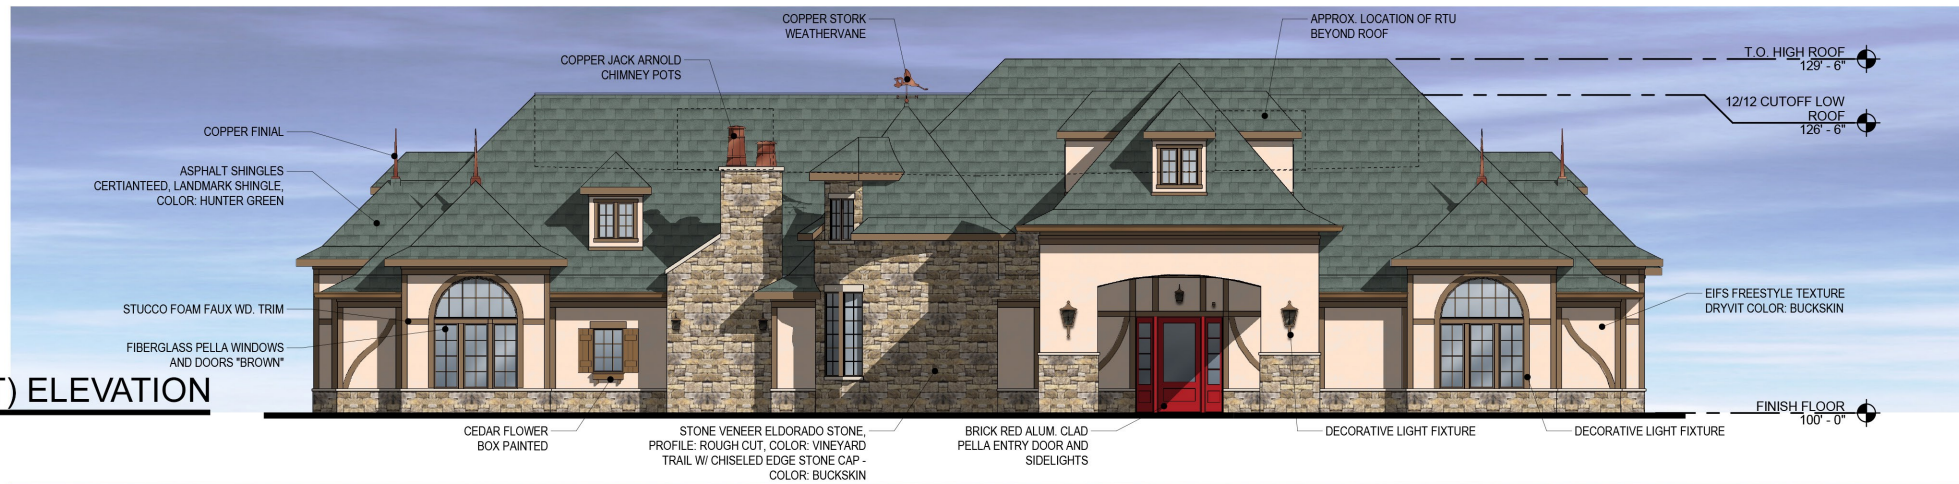 COPPER STORK
WEATHERVANE
APPROX. LOCATION OF RTU
BEYOND ROOF
COPPER JACK ARNOLD
CHIMNEY POTS
T.O. HIGH ROOF
129' - 6"
12/12 CUTOFF LOW
ROOF
126' - 6"
COPPER FINIAL
ASPHALT SHINGLES
CERTIANTEED, LANDMARK SHINGLE,
COLOR: HUNTER GREEN
STUCCO FOAM FAUX WD. TRIM
FIBERGLASS PELLA WINDOWS
AND DOORS "BROWN"
EIFS FREESTYLE TEXTURE
DRYVIT COLOR: BUCKSKIN
T) ELEVATION
FINISH FLOOR
100' - 0"
CEDAR FLOWER
BOX PAINTED
STONE VENEER ELDORADO STONE,
PROFILE: ROUGH CUT, COLOR: VINEYARD
TRAIL W/ CHISELED EDGE STONE CAP -
COLOR: BUCKSKIN
BRICK RED ALUM. CLAD
PELLA ENTRY DOOR AND
SIDELIGHTS
DECORATIVE LIGHT FIXTURE
DECORATIVE LIGHT FIXTURE